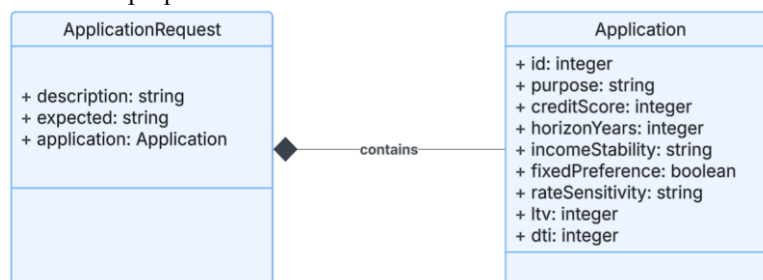 ApplicationRequest
+ description: string
+ expected: string
+ application: Application
contains
Application
+ id: integer
+ purpose: string
+ creditScore: integer
+ horizonYears: integer
+ incomeStability: string
+ fixedPreference: boolean
+ rateSensitivity: string
+ ltv: integer
+ dti: integer